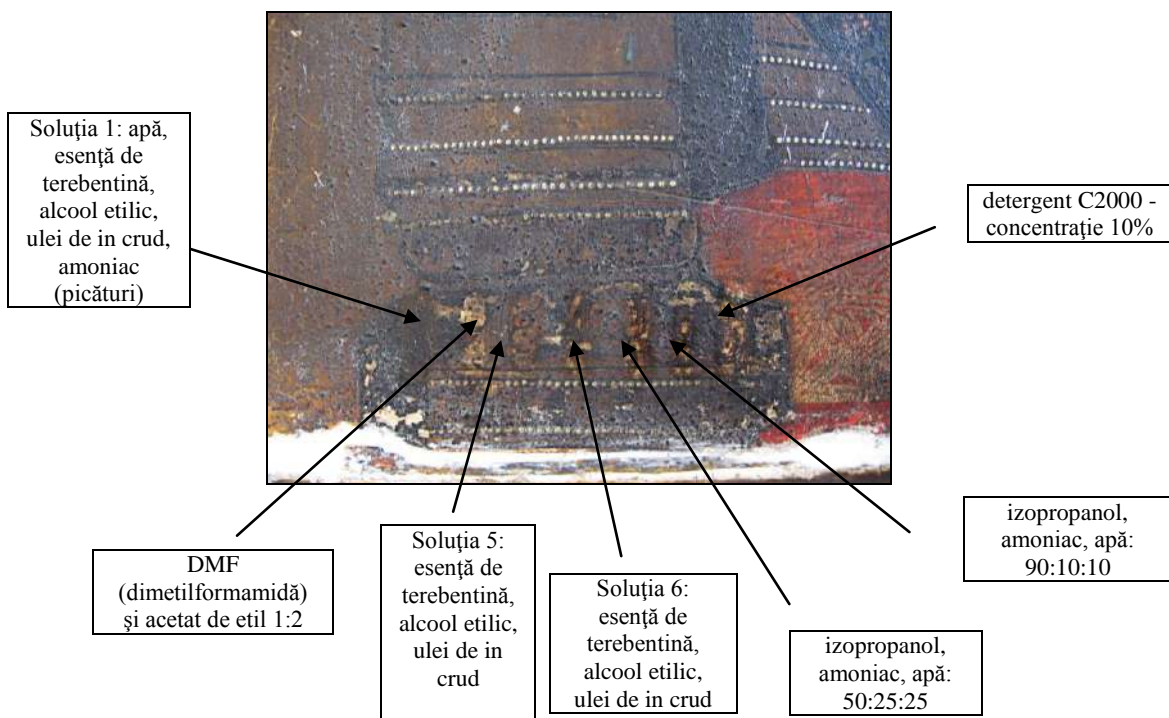 Soluţia 1: apă,
esenţă de
terebentină,
alcool etilic,
ulei de in crud,
amoniac
(picături)
detergent C2000 -
concentraţie 10%
DMF
(dimetilformamidă)
şi acetat de etil 1:2
Soluţia 5:
esenţă de
terebentină,
alcool etilic,
ulei de in
crud
Soluţia 6:
esenţă de
terebentină,
alcool etilic,
ulei de in crud
izopropanol,
amoniac, apă:
50:25:25
izopropanol,
amoniac, apă:
90:10:10